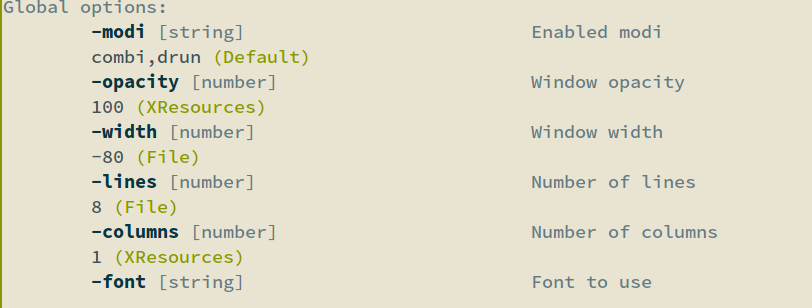 Global options:
-modi [string] Enabled modi
combi,drun (Default)
-opacity [number] Window opacity
100 (XResources)
-width [number] Window width
-80 (File)
-lines [number] Number of lines
8 (File)
-columns [number] Number of columns
1 (XResources)
-font [string] Font to use